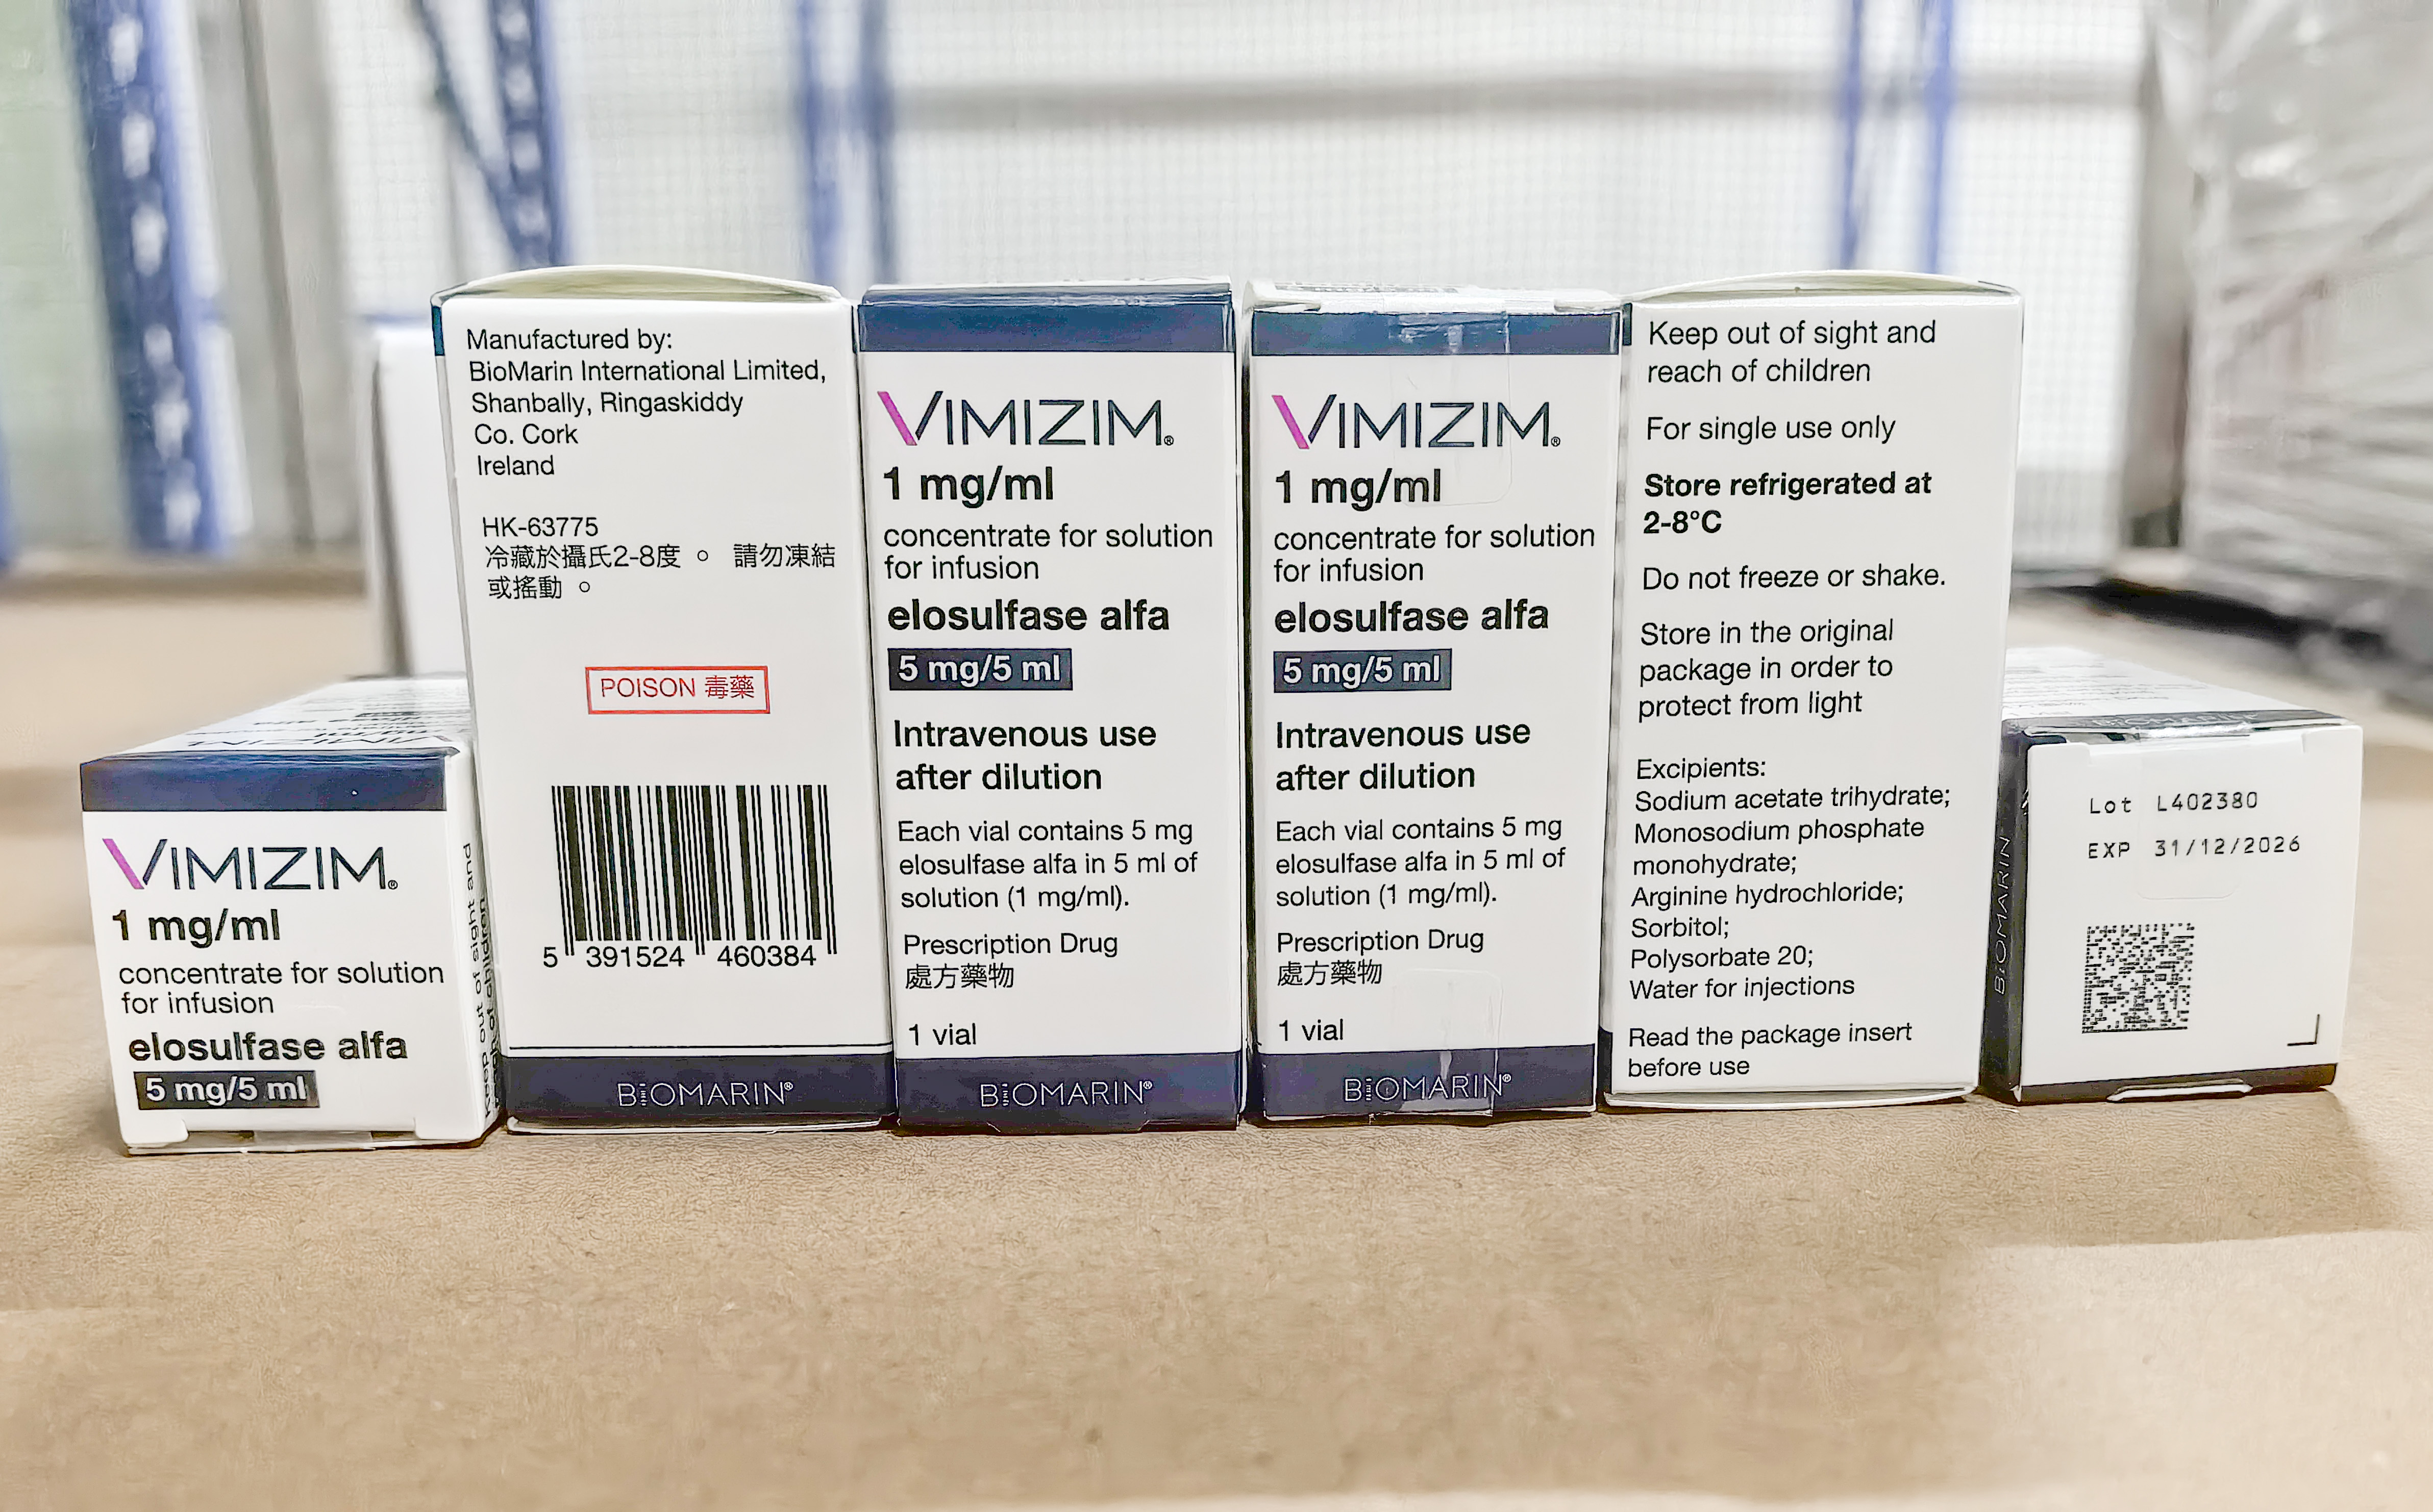 VIMIZIM®
1 mg/ml
concentrate for solution
for infusion
elosulfase alfa
5 mg/5 ml
Keep out of sight and
reach of children
Manufactured by:
BioMarin International Limited,
Shanbally, Ringaskiddy
Co. Cork
Ireland
HK-63775
冷藏於攝氏2-8度。 請勿凍結
或搖動。
POISON 毒藥
5 391524 460384
BIOMARIN®
VIMIZIM®
1 mg/ml
concentrate for solution
for infusion
elosulfase alfa
5 mg/5 ml
Intravenous use
after dilution
Each vial contains 5 mg
elosulfase alfa in 5 ml of
solution (1 mg/ml).
Prescription Drug
處方藥物
1 vial
BIOMARIN®
VIMIZIM®
1 mg/ml
concentrate for solution
for infusion
elosulfase alfa
5 mg/5 ml
Intravenous use
after dilution
Each vial contains 5 mg
elosulfase alfa in 5 ml of
solution (1 mg/ml).
Prescription Drug
處方藥物
1 vial
BIOMARIN®
Keep out of sight and
reach of children
For single use only
Store refrigerated at
2-8°C
Do not freeze or shake.
Store in the original
package in order to
protect from light
Excipients:
Sodium acetate trihydrate;
Monosodium phosphate
monohydrate;
Arginine hydrochloride;
Sorbitol;
Polysorbate 20;
Water for injections
Read the package insert
before use
BIOMARIN
BIOMARIN
Lot L402380
EXP 31/12/2026